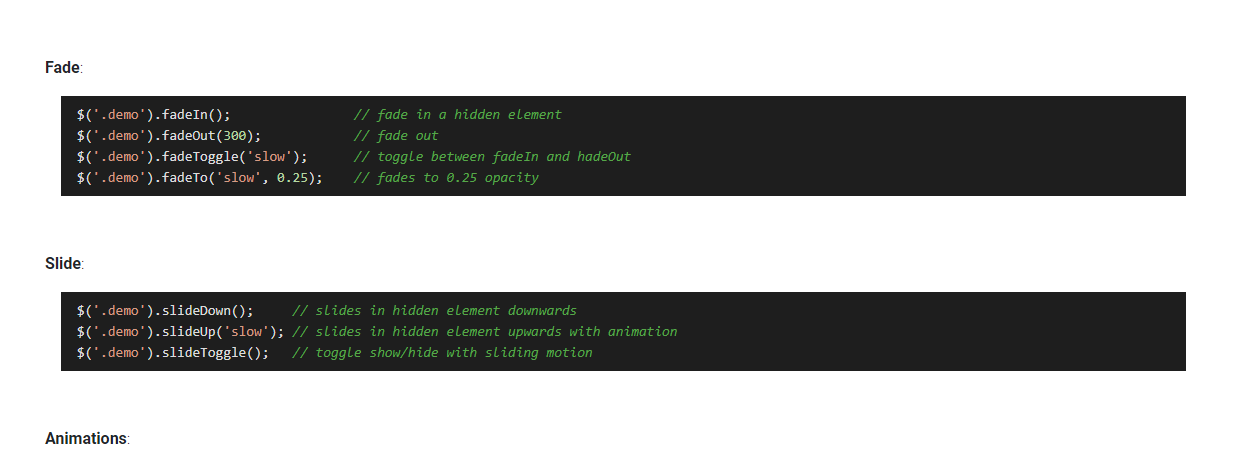 Fade:
$('.demo').fadeIn();                // fade in a hidden element
$('.demo').fadeOut(300);            // fade out
$('.demo').fadeToggle('slow');      // toggle between fadeIn and hadeOut
$('.demo').fadeTo('slow', 0.25);    // fades to 0.25 opacity
Slide:
$('.demo').slideDown();     // slides in hidden element downwards
$('.demo').slideUp('slow'); // slides in hidden element upwards with animation
$('.demo').slideToggle();   // toggle show/hide with sliding motion
Animations: